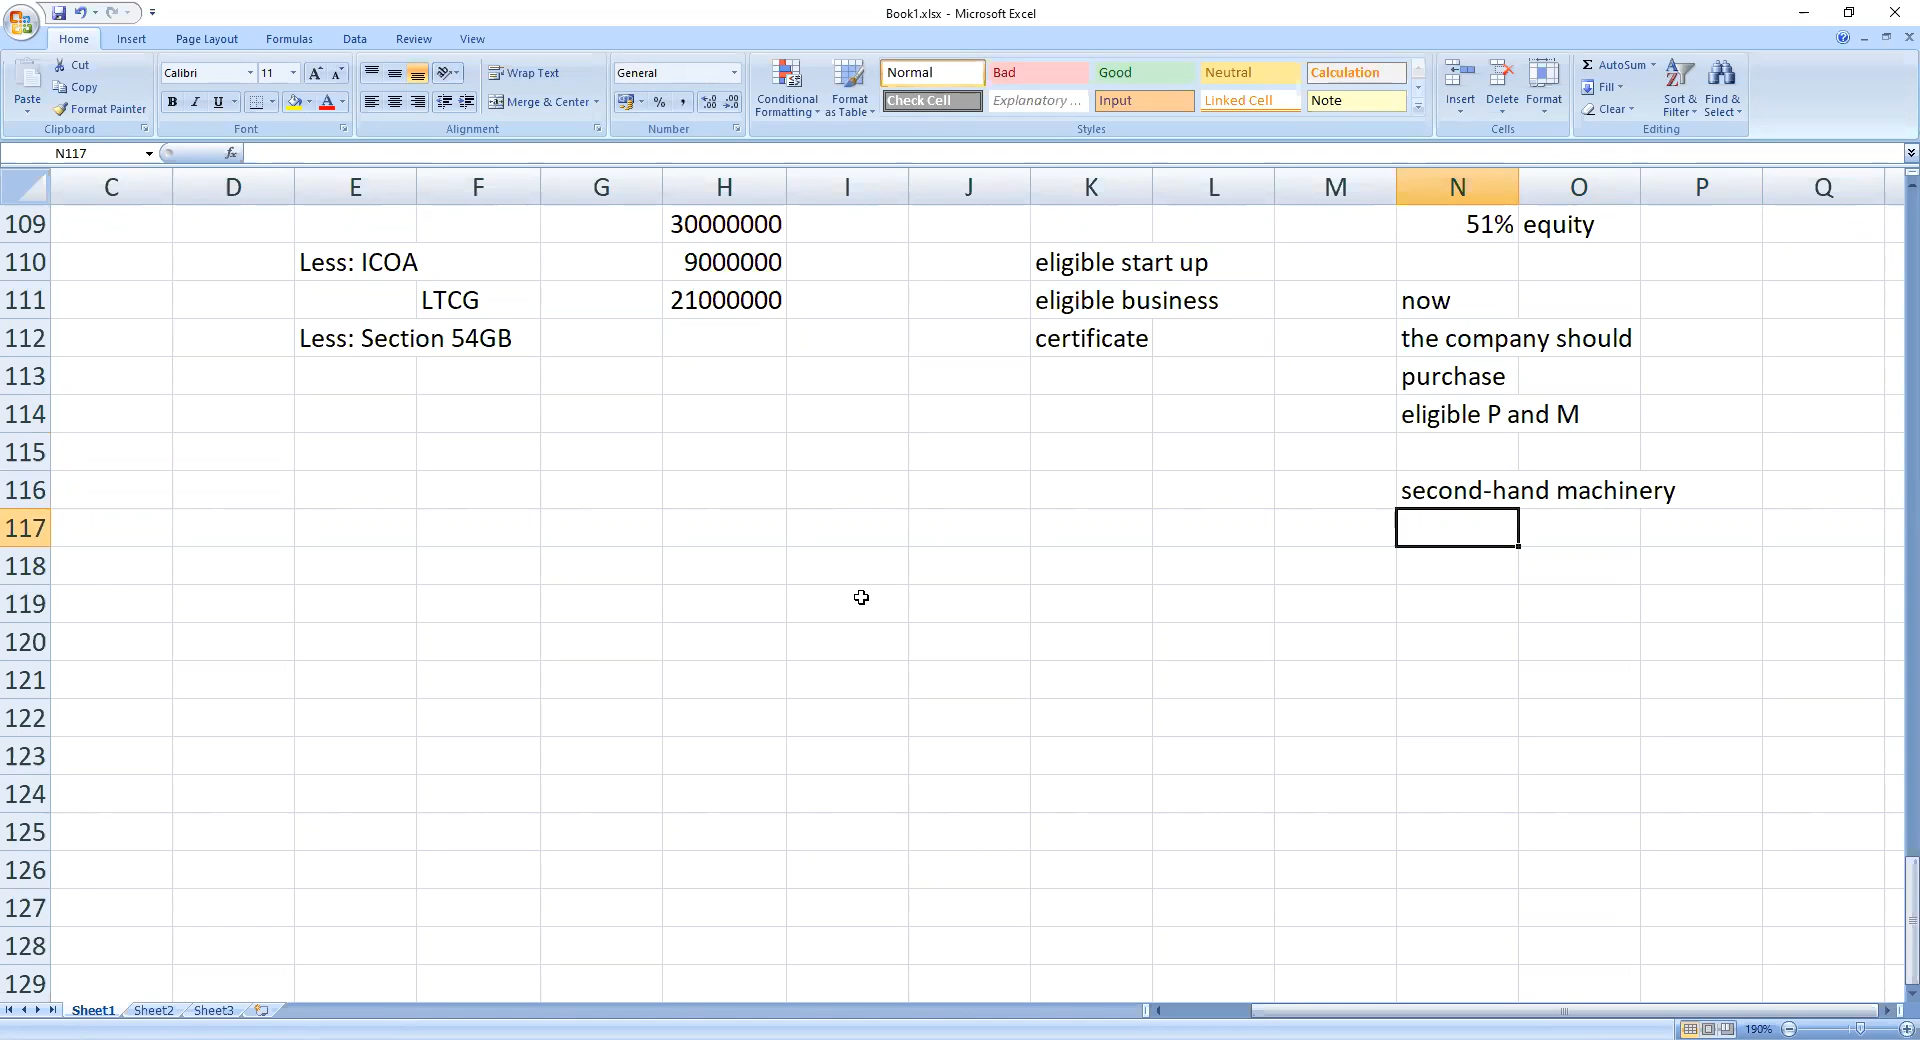 Book1.xlsx - Microsoft Excel
Home Insert Page Layout Formulas Data Review View
Paste
Cut
Copy
Format Painter
Clipboard
Calibri 11
B I U
Font
Wrap Text
Merge & Center
Alignment
General
% ,
Number
Conditional Formatting
Format as Table
Normal Bad Good Neutral Calculation
Check Cell Explanatory ... Input Linked Cell Note
Styles
Insert Delete Format
Cells
Σ AutoSum
Fill
Clear
Sort & Filter
Find & Select
Editing
N117 fx
C D E F G H I J K L M N O P Q
109 30000000 51% equity
110 Less: ICOA 9000000 eligible start up
111 LTCG 21000000 eligible business now
112 Less: Section 54GB certificate the company should
113 purchase
114 eligible P and M
115
116 second-hand machinery
117
118
119
120
121
122
123
124
125
126
127
128
129
Sheet1 Sheet2 Sheet3
190%